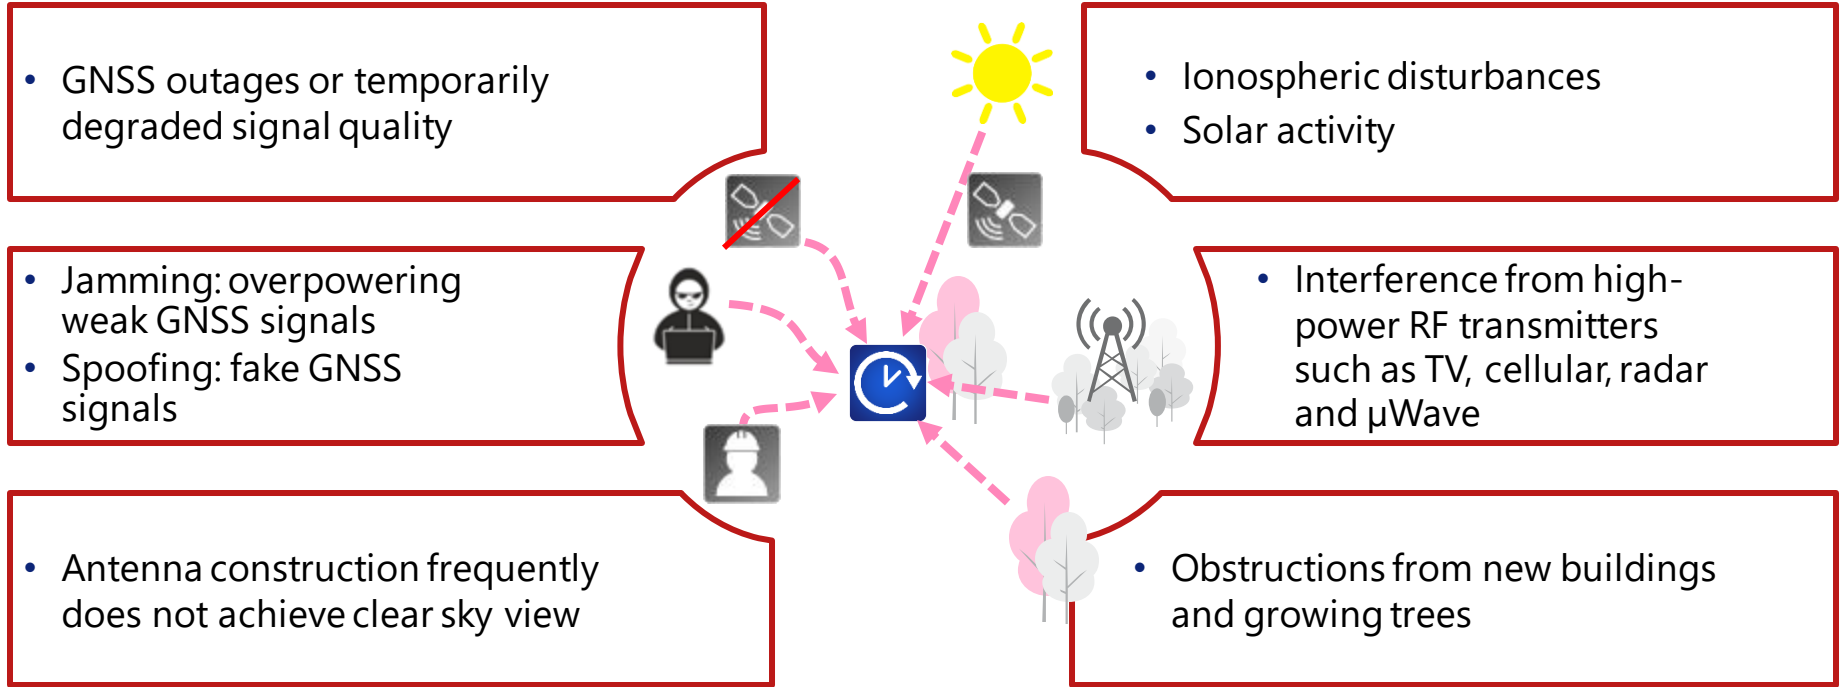 • GNSS outages or temporarily
degraded signal quality
• Ionospheric disturbances
• Solar activity
• Jamming: overpowering
weak GNSS signals
• Spoofing: fake GNSS
signals
• Interference from high-
power RF transmitters
such as TV, cellular, radar
and µWave
• Antenna construction frequently
does not achieve clear sky view
• Obstructions from new buildings
and growing trees